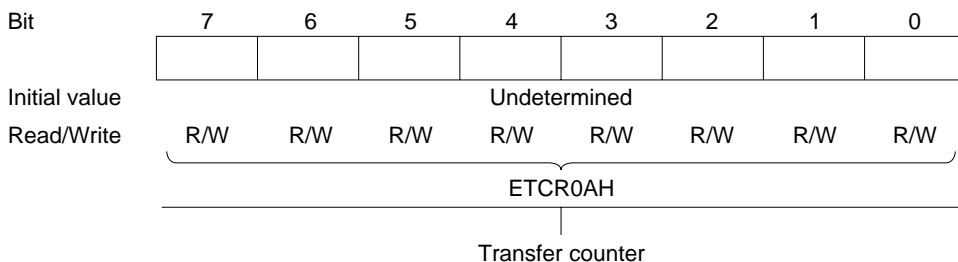 Bit 7 6 5 4 3 2 1 0
Initial value Undetermined
Read/Write R/W R/W R/W R/W R/W R/W R/W R/W
ETCR0AH
Transfer counter